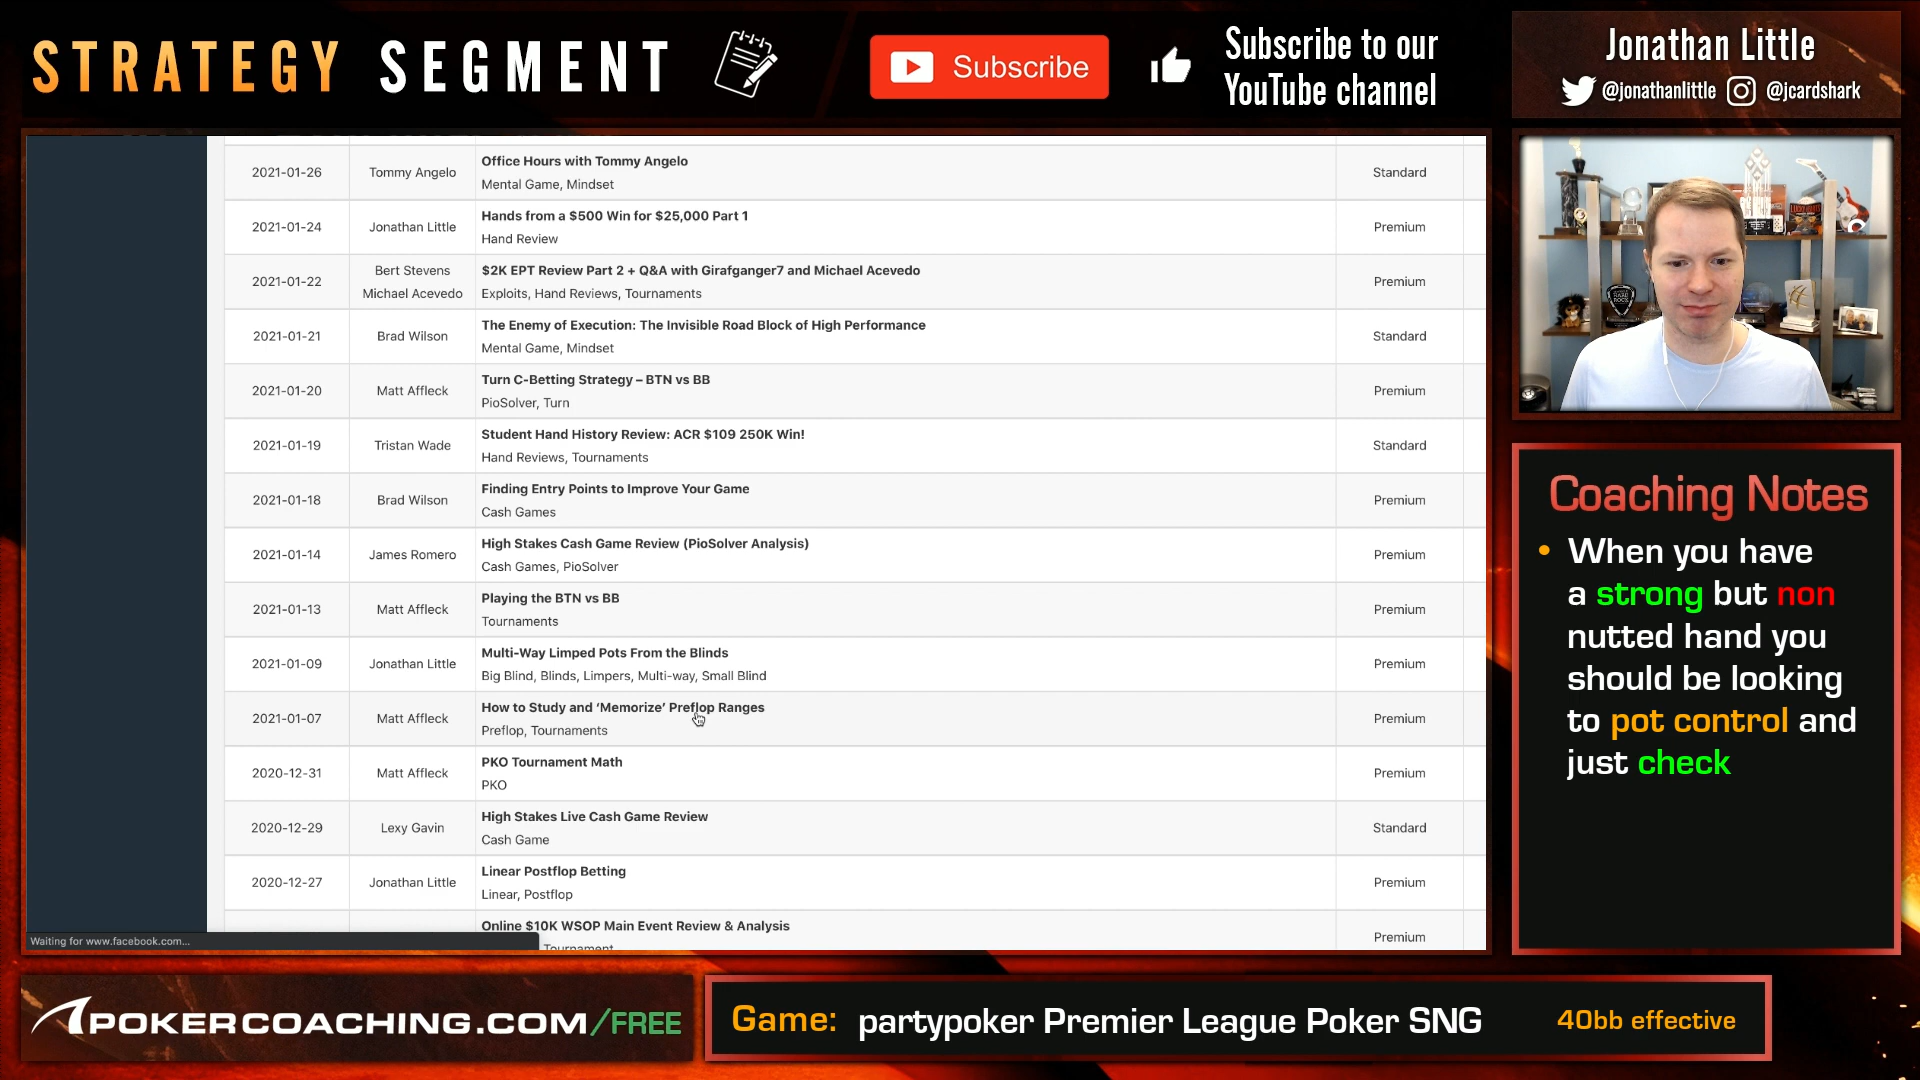 STRATEGY SEGMENT
Subscribe
Subscribe to our
YouTube channel
Jonathan Little
@jonathanlittle @jcardshark
2021-01-26 Tommy Angelo Office Hours with Tommy Angelo Standard
Mental Game, Mindset
2021-01-24 Jonathan Little Hands from a $500 Win for $25,000 Part 1 Premium
Hand Review
2021-01-22 Bert Stevens $2K EPT Review Part 2 + Q&A with Girafganger7 and Michael Acevedo Premium
Michael Acevedo Exploits, Hand Reviews, Tournaments
2021-01-21 Brad Wilson The Enemy of Execution: The Invisible Road Block of High Performance Standard
Mental Game, Mindset
2021-01-20 Matt Affleck Turn C-Betting Strategy – BTN vs BB Premium
PioSolver, Turn
2021-01-19 Tristan Wade Student Hand History Review: ACR $109 250K Win! Standard
Hand Reviews, Tournaments
2021-01-18 Brad Wilson Finding Entry Points to Improve Your Game Premium
Cash Games
2021-01-14 James Romero High Stakes Cash Game Review (PioSolver Analysis) Premium
Cash Games, PioSolver
2021-01-13 Matt Affleck Playing the BTN vs BB Premium
Tournaments
2021-01-09 Jonathan Little Multi-Way Limped Pots From the Blinds Premium
Big Blind, Blinds, Limpers, Multi-way, Small Blind
2021-01-07 Matt Affleck How to Study and ‘Memorize’ Preflop Ranges Premium
Preflop, Tournaments
2020-12-31 Matt Affleck PKO Tournament Math Premium
PKO
2020-12-29 Lexy Gavin High Stakes Live Cash Game Review Standard
Cash Game
2020-12-27 Jonathan Little Linear Postflop Betting Premium
Linear, Postflop
Online $10K WSOP Main Event Review & Analysis Premium
Tournament
Waiting for www.facebook.com...
Coaching Notes
• When you have
a strong but non
nutted hand you
should be looking
to pot control and
just check
POKERCOACHING.COM/FREE
Game: partypoker Premier League Poker SNG 40bb effective